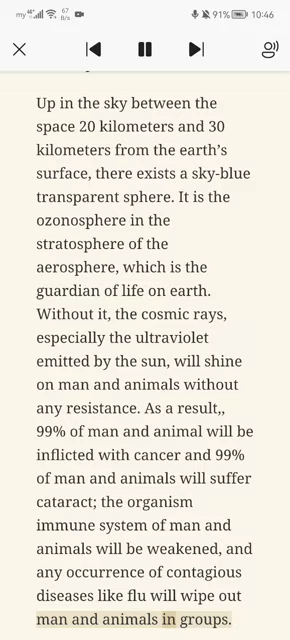 my 4G 67 B/s 91% 10:46
Up in the sky between the
space 20 kilometers and 30
kilometers from the earth's
surface, there exists a sky-blue
transparent sphere. It is the
ozonosphere in the
stratosphere of the
aerosphere, which is the
guardian of life on earth.
Without it, the cosmic rays,
especially the ultraviolet
emitted by the sun, will shine
on man and animals without
any resistance. As a result,,
99% of man and animal will be
inflicted with cancer and 99%
of man and animals will suffer
cataract; the organism
immune system of man and
animals will be weakened, and
any occurrence of contagious
diseases like flu will wipe out
man and animals in groups.